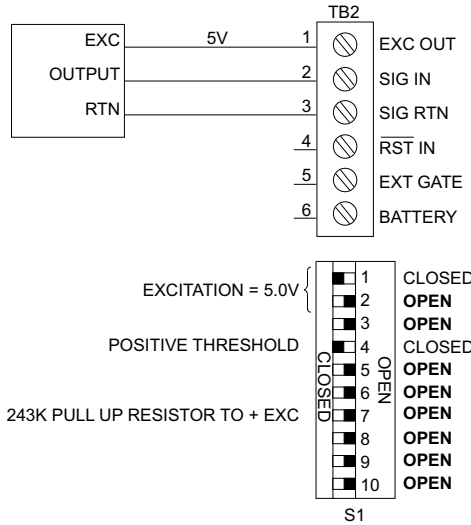 TB2
EXC 5V 1 EXC OUT
OUTPUT 2 SIG IN
RTN 3 SIG RTN
4 RST IN
5 EXT GATE
6 BATTERY
EXCITATION = 5.0V
1 CLOSED
2 OPEN
3 OPEN
POSITIVE THRESHOLD 4 CLOSED
5 OPEN
6 OPEN
243K PULL UP RESISTOR TO + EXC 7 OPEN
8 OPEN
9 OPEN
10 OPEN
CLOSED
OPEN
S1